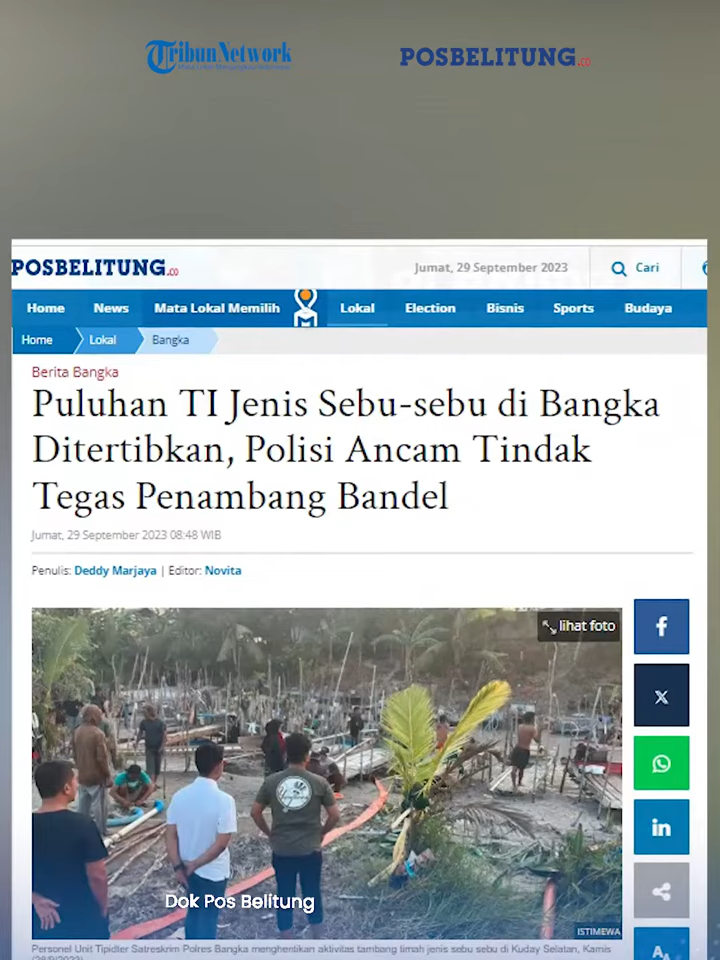 TribunNetwork
POSBELITUNG.co
POSBELITUNG.co
Jumat, 29 September 2023
Cari
Home
News
Mata Lokal Memilih
Lokal
Election
Bisnis
Sports
Budaya
Home
Lokal
Bangka
Berita Bangka
Puluhan TI Jenis Sebu-sebu di Bangka
Ditertibkan, Polisi Ancam Tindak
Tegas Penambang Bandel
Jumat, 29 September 2023 08:48 WIB
Penulis: Deddy Marjaya | Editor: Novita
lihat foto
Dok Pos Belitung
ISTIMEWA
Personel Unit Tipidter Satreskrim Polres Bangka menghentikan aktivitas tambang timah jenis sebu sebu di Kuday Selatan, Kamis
(28/9/2023)